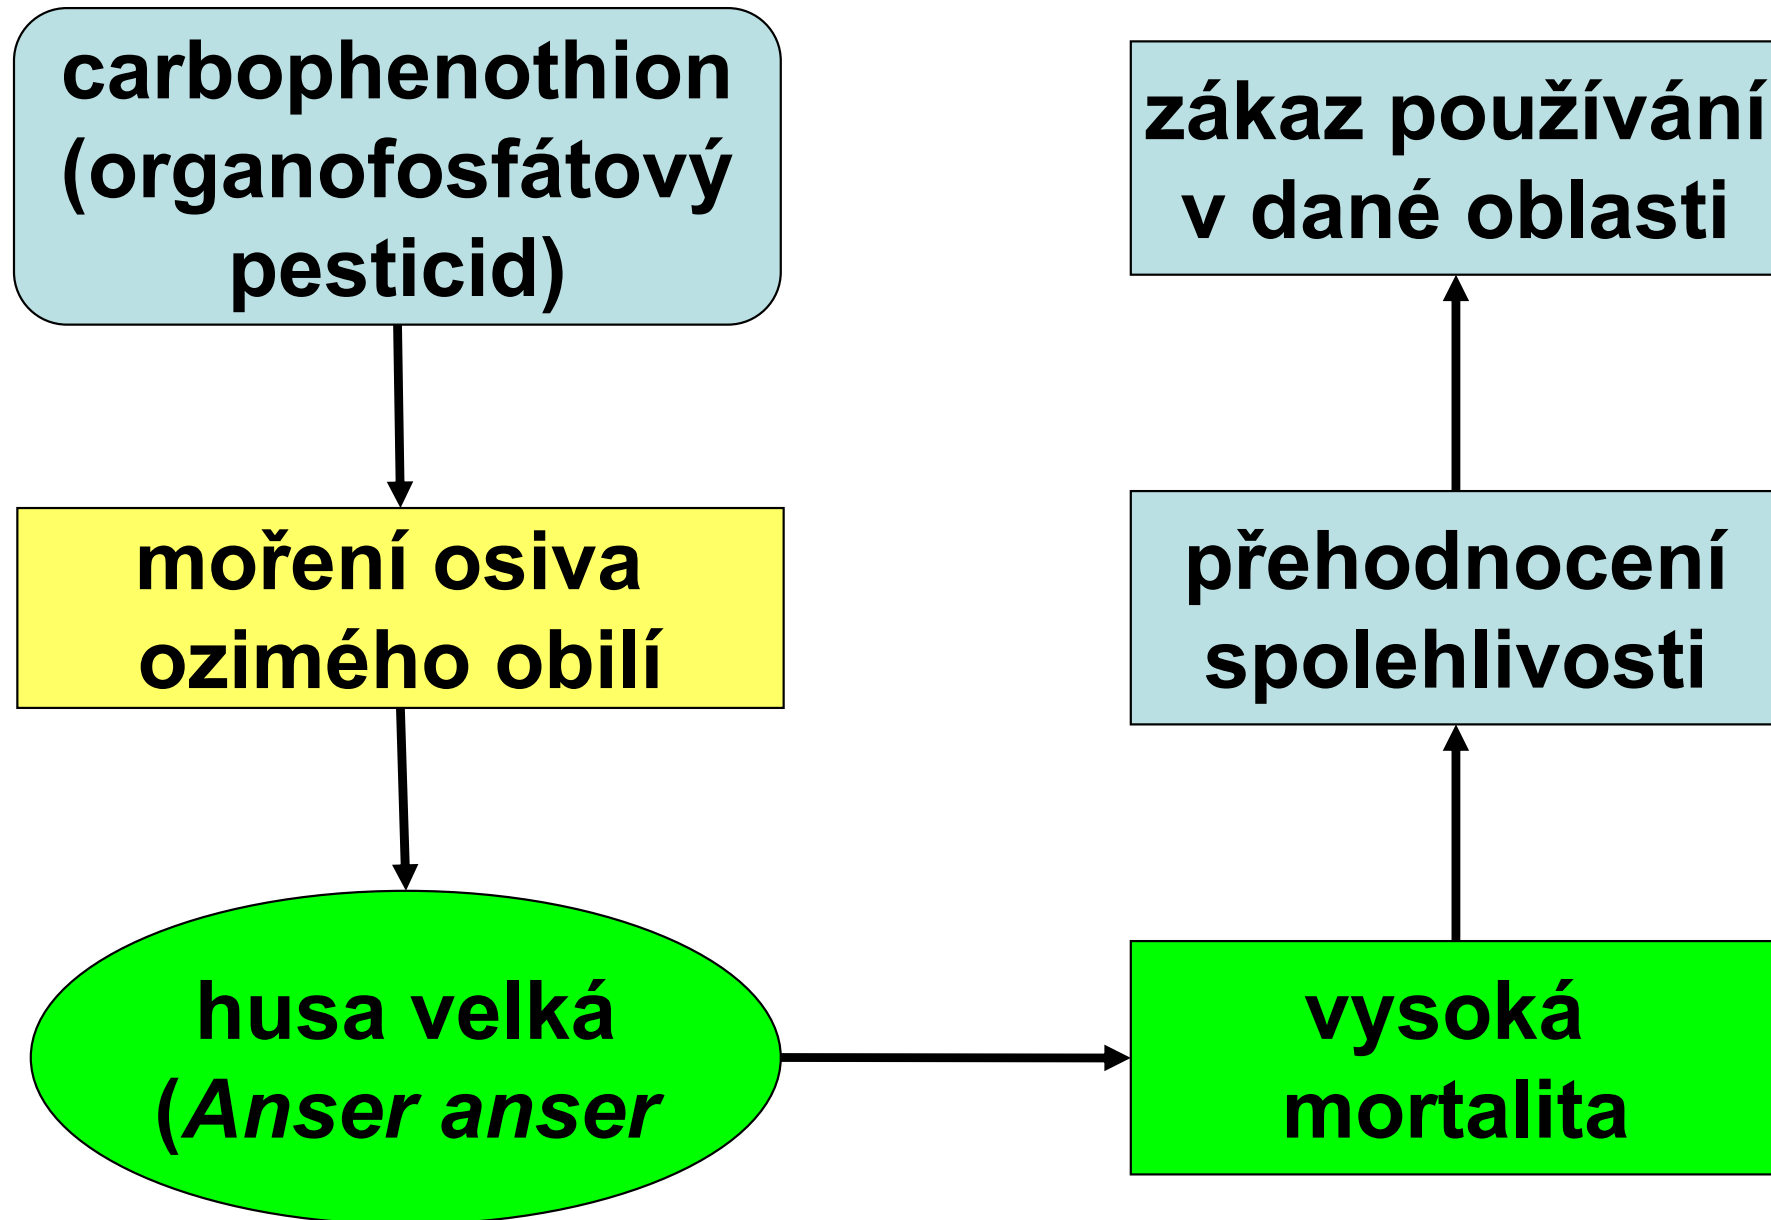 carbophenothion
(organofosfátový
pesticid)
moření osiva
ozimého obilí
husa velká
(Anser anser
vysoká
mortalita
přehodnocení
spolehlivosti
zákaz používání
v dané oblasti